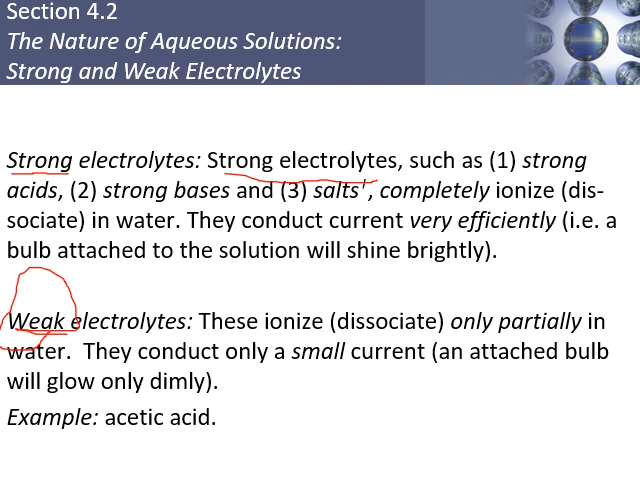 Section 4.2
The Nature of Aqueous Solutions:
Strong and Weak Electrolytes
Strong electrolytes: Strong electrolytes, such as (1) strong
acids, (2) strong bases and (3) salts, completely ionize (dis-
sociate) in water. They conduct current very efficiently (i.e. a
bulb attached to the solution will shine brightly).
Weak electrolytes: These ionize (dissociate) only partially in
water. They conduct only a small current (an attached bulb
will glow only dimly).
Example: acetic acid.